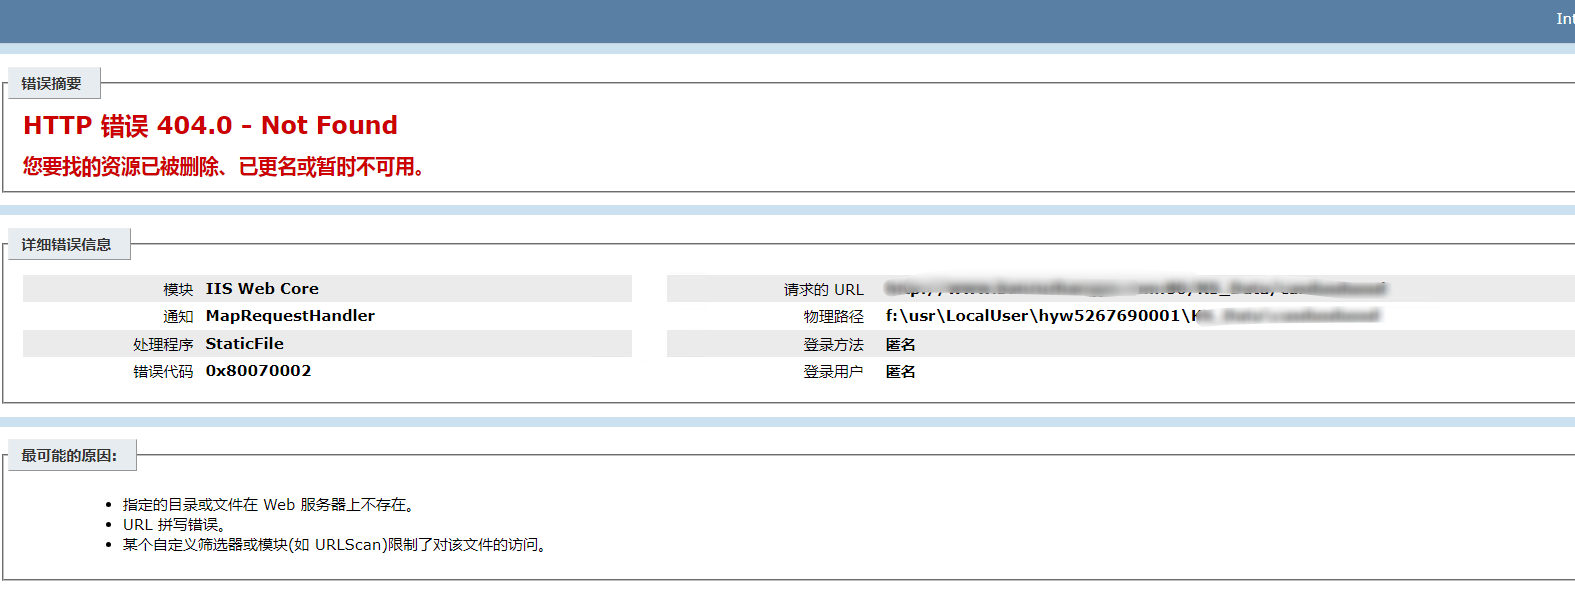 Int
错误摘要
HTTP 错误 404.0 - Not Found
您要找的资源已被删除、已更名或暂时不可用。
详细错误信息
模块 IIS Web Core
通知 MapRequestHandler
处理程序 StaticFile
错误代码 0x80070002
请求的 URL
物理路径 f:\usr\LocalUser\hyw5267690001\
登录方法 匿名
登录用户 匿名
最可能的原因:
• 指定的目录或文件在 Web 服务器上不存在。
• URL 拼写错误。
• 某个自定义筛选器或模块(如 URLScan)限制了对该文件的访问。